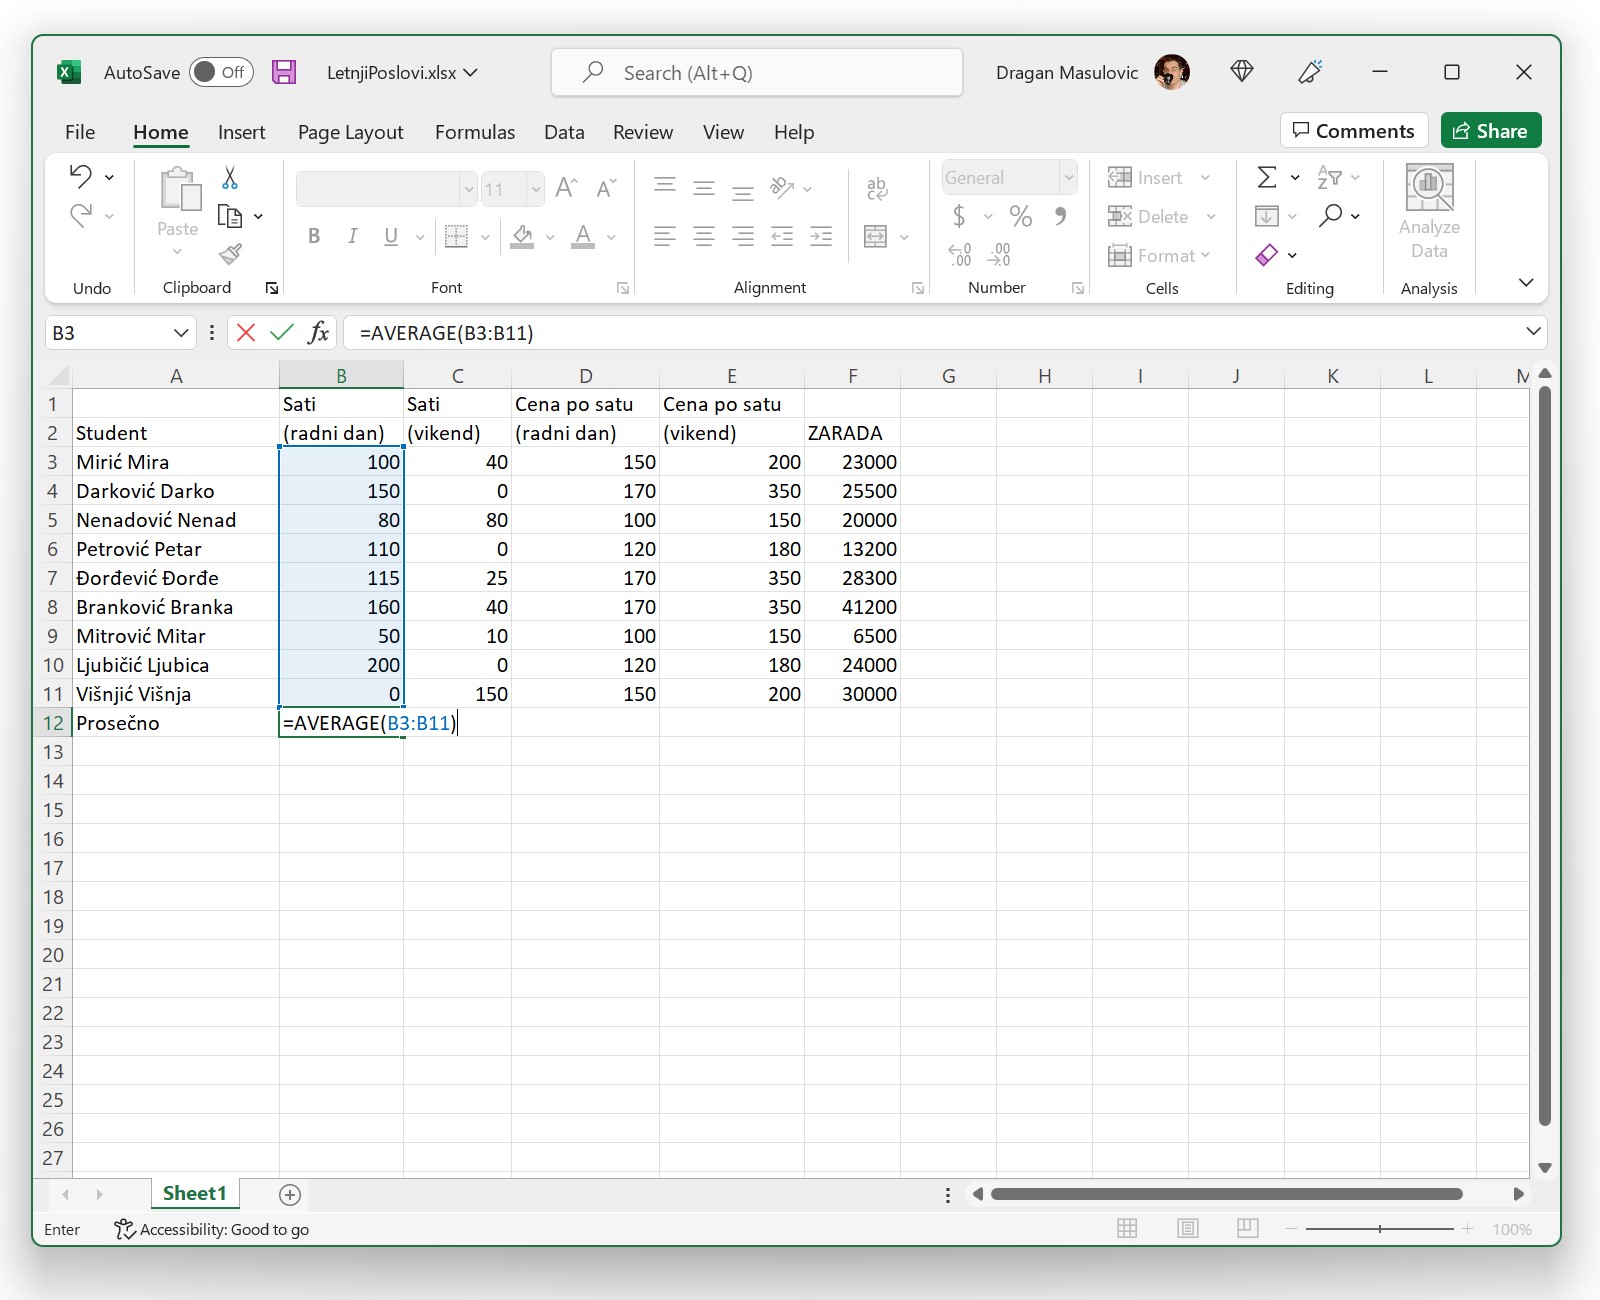 AutoSave Off LetnjiPoslovi.xlsx Search (Alt+Q) Dragan Masulovic
File Home Insert Page Layout Formulas Data Review View Help Comments Share
Paste
11
General
Insert
Delete
Format
Analyze
Data
Undo Clipboard Font Alignment Number Cells Editing Analysis
B3 fx =AVERAGE(B3:B11)
A B C D E F G H I J K L M
1 Sati Sati Cena po satu Cena po satu
2 Student (radni dan) (vikend) (radni dan) (vikend) ZARADA
3 Mirić Mira 100 40 150 200 23000
4 Darković Darko 150 0 170 350 25500
5 Nenadović Nenad 80 80 100 150 20000
6 Petrović Petar 110 0 120 180 13200
7 Đorđević Đorđe 115 25 170 350 28300
8 Branković Branka 160 40 170 350 41200
9 Mitrović Mitar 50 10 100 150 6500
10 Ljubičić Ljubica 200 0 120 180 24000
11 Višnjić Višnja 0 150 150 200 30000
12 Prosečno =AVERAGE(B3:B11)
13
14
15
16
17
18
19
20
21
22
23
24
25
26
27
Sheet1
Enter Accessibility: Good to go 100%